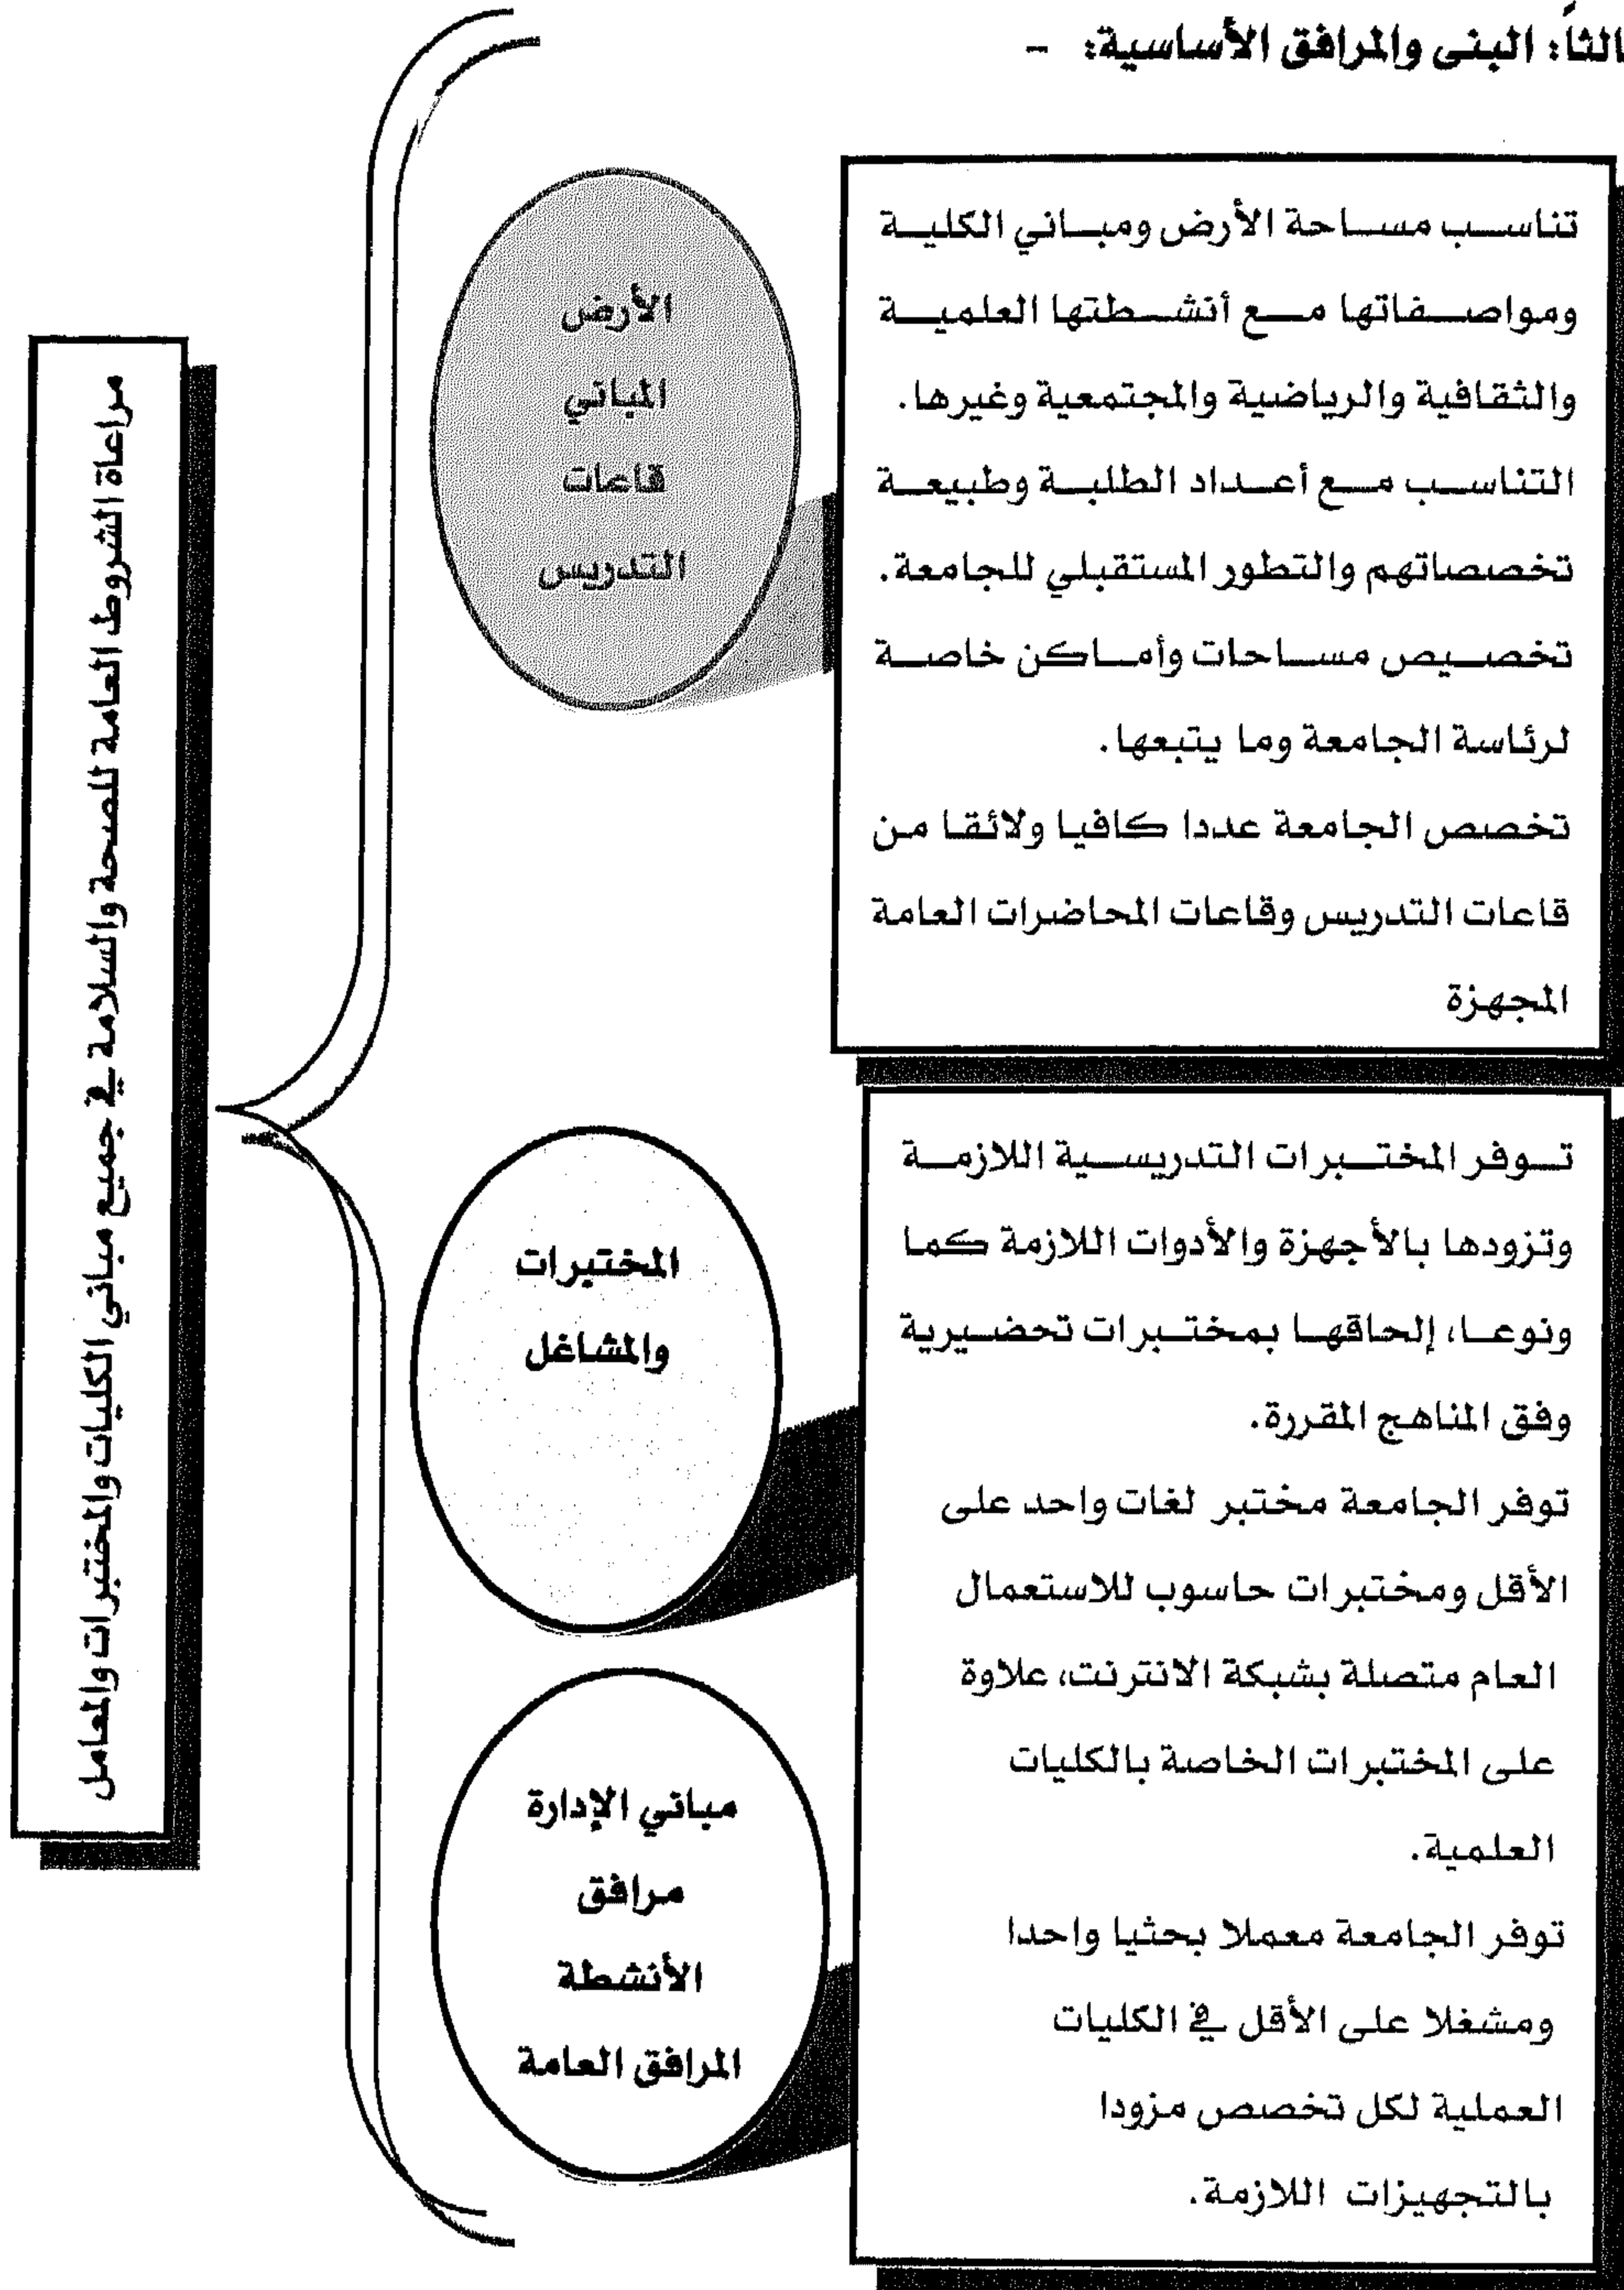 الثاً: البنى والمرافق الأساسية: -
تناسب مساحة الأرض ومباني الكلية
ومواصفاتها مع أنشطتها العلمية
والثقافية والرياضية والمجتمعية وغيرها.
التناسب مع أعداد الطلبة وطبيعة
تخصصاتهم والتطور المستقبلي للجامعة.
تخصيص مساحات وأماكن خاصة
لرئاسة الجامعة وما يتبعها.
تخصص الجامعة عددا كافيا ولائقا من
قاعات التدريس وقاعات المحاضرات العامة
المجهزة
الأرض
المباني
قاعات
التدريس
توفر المختبرات التدريسية اللازمة
وتزودها بالأجهزة والأدوات اللازمة كما
ونوعا، إلحاقها بمختبرات تحضيرية
وفق المناهج المقررة.
توفر الجامعة مختبر لغات واحد على
الأقل ومختبرات حاسوب للاستعمال
العام متصلة بشبكة الانترنت، علاوة
على المختبرات الخاصة بالكليات
العلمية.
توفر الجامعة معملا بحثيا واحدا
ومشغلا على الأقل في الكليات
العملية لكل تخصص مزودا
بالتجهيزات اللازمة.
المختبرات
والمشاغل
مباني الإدارة
مرافق
الأنشطة
المرافق العامة
مراعاة الشروط العامة للصحة والسلامة في جميع مباني الكليات والمختبرات والمعامل